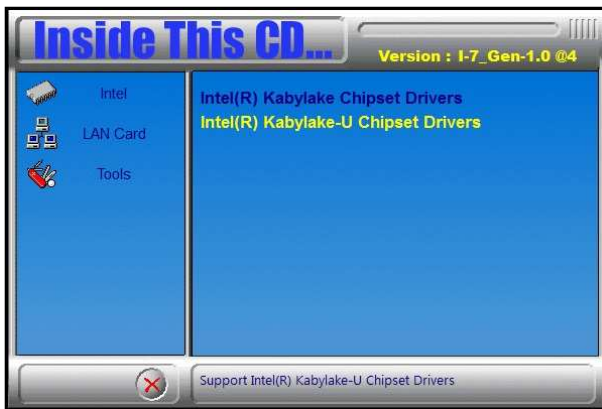 Inside This CD...
Version : I-7_Gen-1.0 @4
Intel
LAN Card
Tools
Intel(R) Kabylake Chipset Drivers
Intel(R) Kabylake-U Chipset Drivers
Support Intel(R) Kabylake-U Chipset Drivers